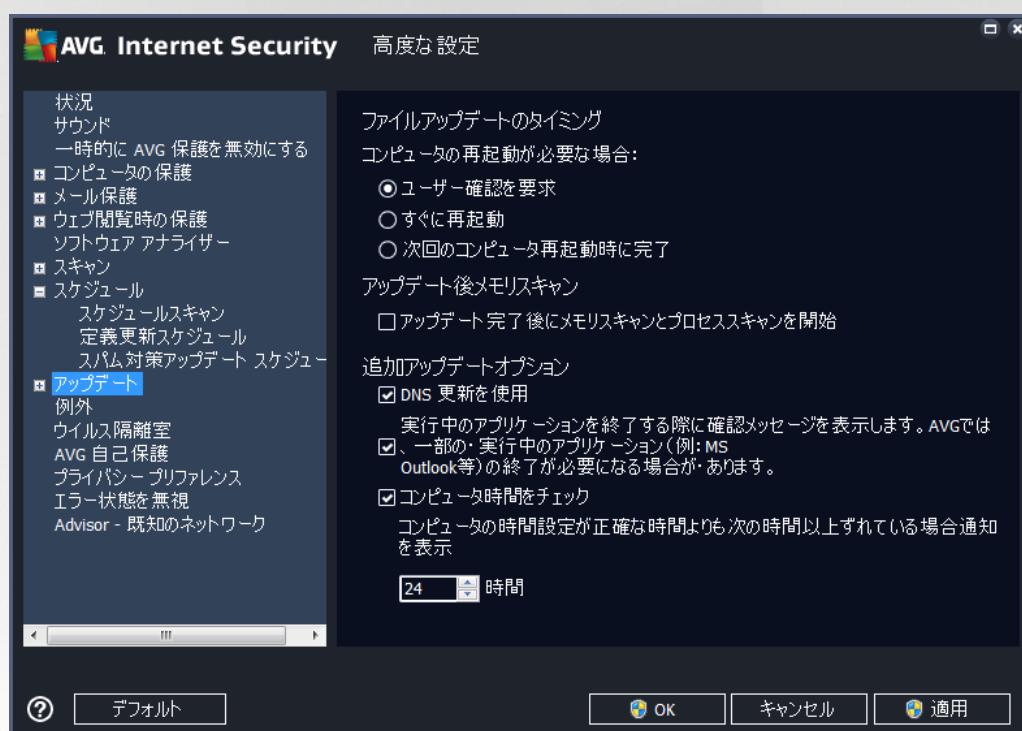 AVG. Internet Security 高度な設定
状況
サウンド
一時的に AVG 保護を無効にする
コンピュータの保護
メール保護
ウェブ閲覧時の保護
ソフトウェア アナライザー
スキャン
スケジュール
スケジュールスキャン
定義更新スケジュール
スパム対策アップデート スケジュー
アップデート
例外
ウイルス隔離室
AVG 自己保護
プライバシー プリファレンス
エラー状態を無視
Advisor - 既知のネットワーク
ファイルアップデートのタイミング
コンピュータの再起動が必要な場合:
ユーザー確認を要求
すぐに再起動
次回のコンピュータ再起動時に完了
アップデート後メモリスキャン
アップデート完了後にメモリスキャンとプロセススキャンを開始
追加アップデートオプション
DNS 更新を使用
実行中のアプリケーションを終了する際に確認メッセージを表示します。AVGでは
、一部の・実行中のアプリケーション(例: MS
Outlook等)の終了が必要になる場合が・あります。
コンピュータ時間をチェック
コンピュータの時間設定が正確な時間よりも次の時間以上ずれている場合通知
を表示
24 時間
? デフォルト OK キャンセル 適用